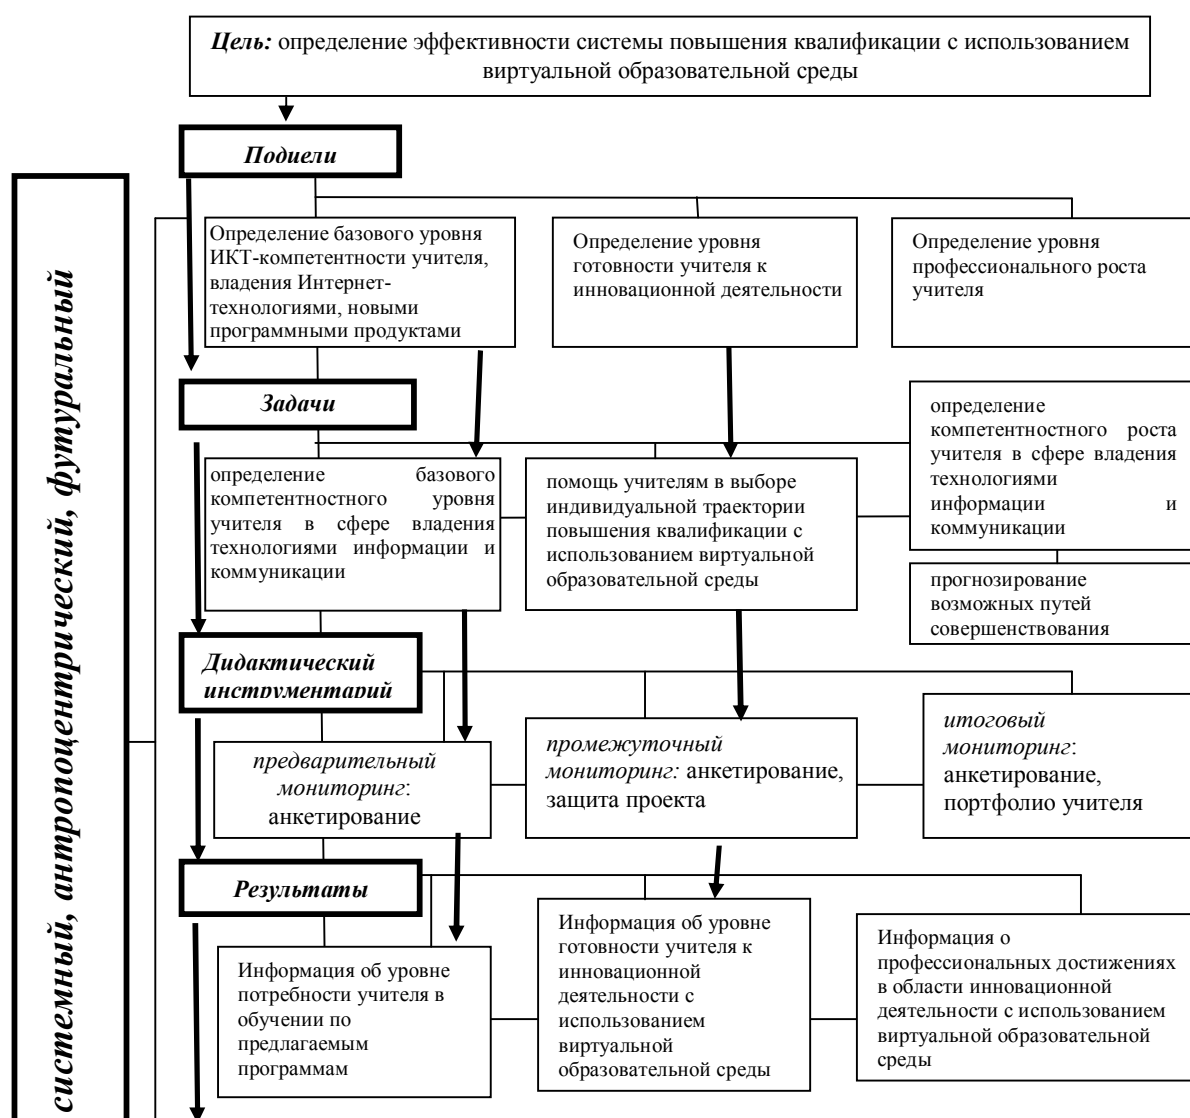 Цель: определение эффективности системы повышения квалификации с использованием
виртуальной образовательной среды
Подцели
системный, антропоцентрический, футуральный
Определение базового уровня
ИКТ-компетентности учителя,
владения Интернет-
технологиями, новыми
программными продуктами
Определение уровня
готовности учителя к
инновационной деятельности
Определение уровня
профессионального роста
учителя
Задачи
определение базового
компетентностного уровня
учителя в сфере владения
технологиями информации и
коммуникации
помощь учителям в выборе
индивидуальной траектории
повышения квалификации с
использованием виртуальной
образовательной среды
определение
компетентностного роста
учителя в сфере владения
технологиями
информации и
коммуникации
прогнозирование
возможных путей
совершенствования
Дидактический
инструментарий
предварительный
мониторинг:
анкетирование
промежуточный
мониторинг: анкетирование,
защита проекта
итоговый
мониторинг:
анкетирование,
портфолио учителя
Результаты
Информация об уровне
потребности учителя в
обучении по
предлагаемым
программам
Информация об уровне
готовности учителя к
инновационной
деятельности с
использованием
виртуальной
образовательной среды
Информация о
профессиональных достижениях
в области инновационной
деятельности с использованием
виртуальной образовательной
среды